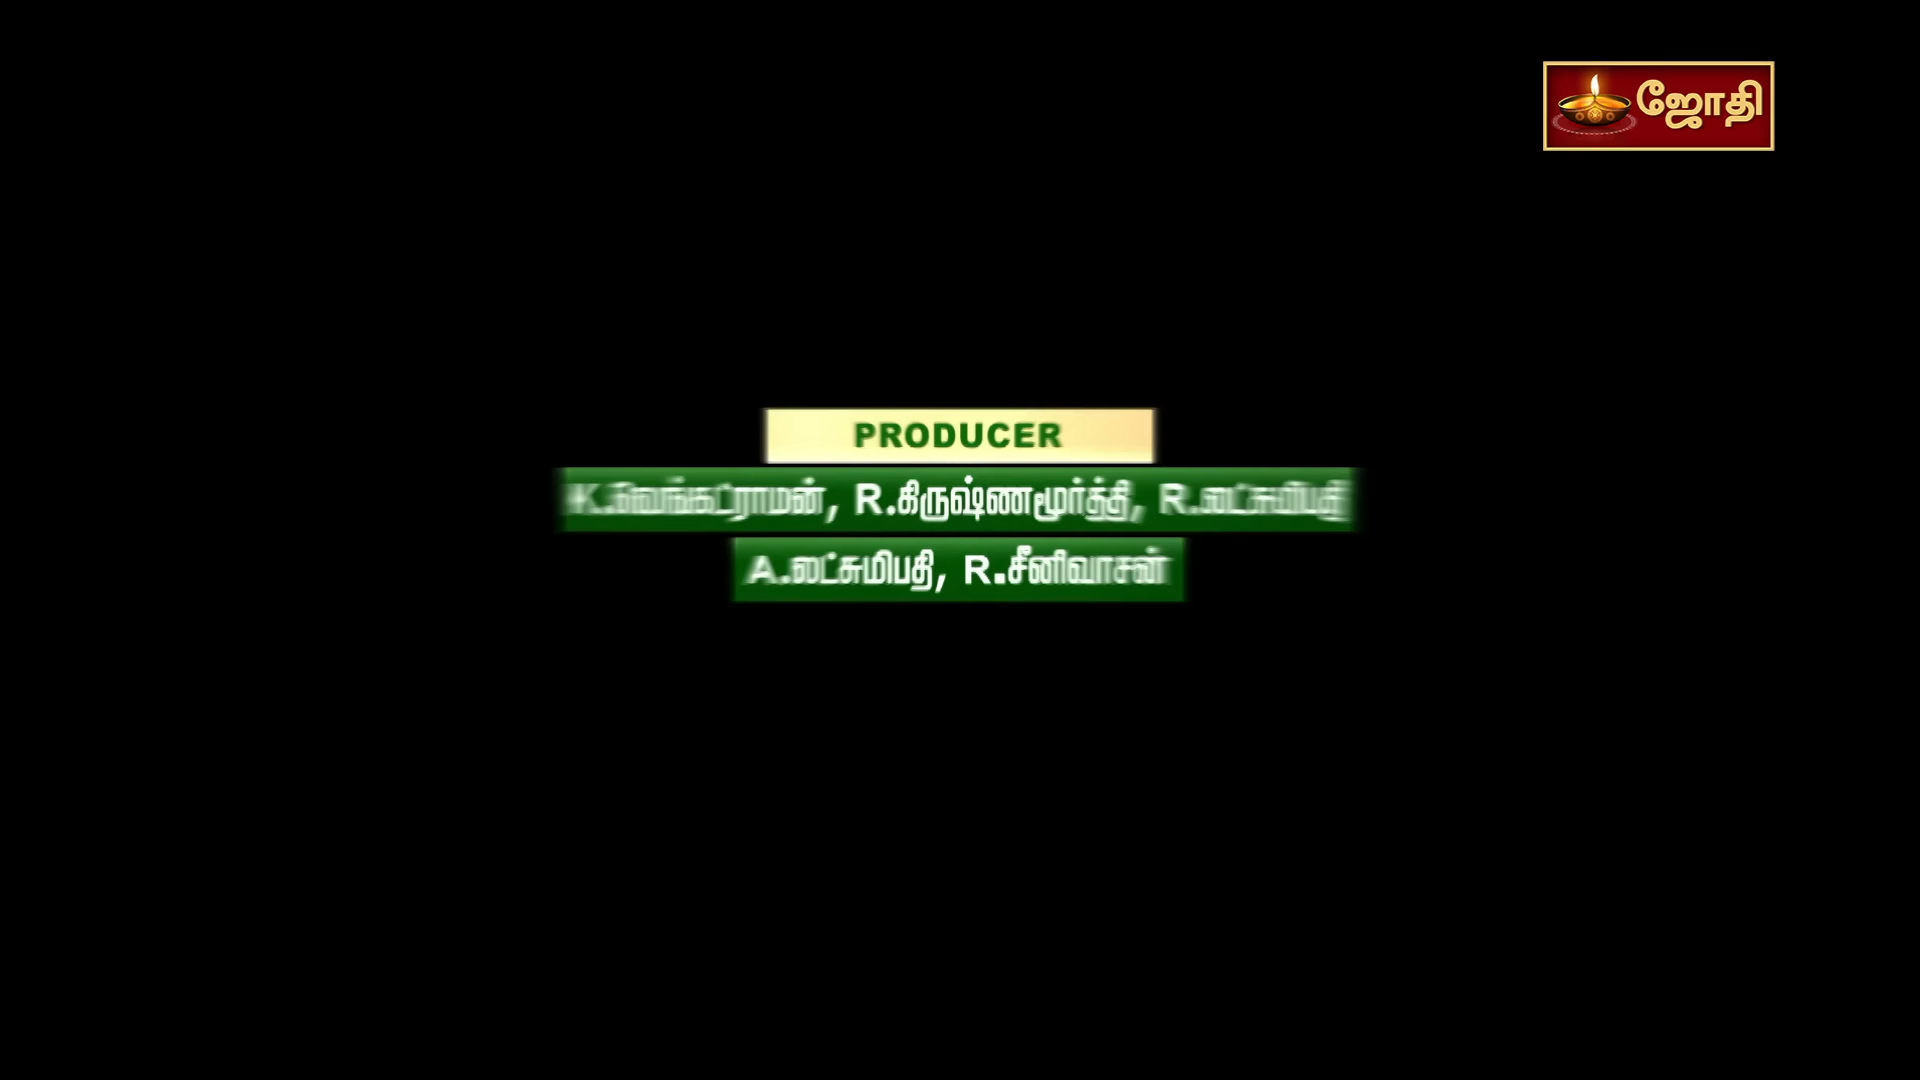 ஜோதி
PRODUCER
K.வெங்கட்ராமன், R.கிருஷ்ணமூர்த்தி, R.லட்சுமிபதி
A.லட்சுமிபதி, R.சீனிவாசன்